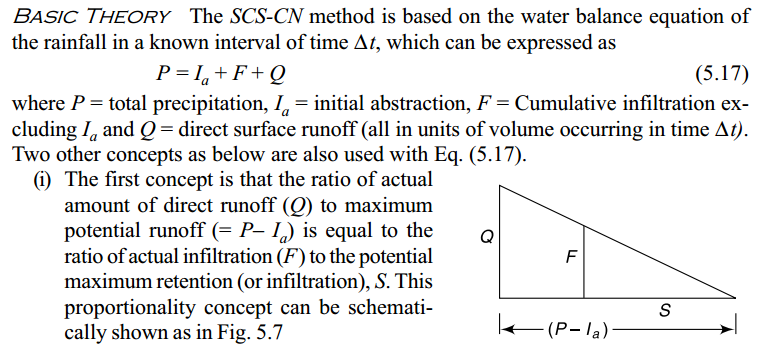 BASIC THEORY The SCS-CN method is based on the water balance equation of
the rainfall in a known interval of time Δt, which can be expressed as
P = Iₐ + F + Q (5.17)
where P = total precipitation, Iₐ = initial abstraction, F = Cumulative infiltration ex-
cluding Iₐ and Q = direct surface runoff (all in units of volume occurring in time Δt).
Two other concepts as below are also used with Eq. (5.17).
(i) The first concept is that the ratio of actual
amount of direct runoff (Q) to maximum
potential runoff (= P– Iₐ) is equal to the
ratio of actual infiltration (F) to the potential
maximum retention (or infiltration), S. This
proportionality concept can be schemati-
cally shown as in Fig. 5.7
Q
F
S
(P – Iₐ)